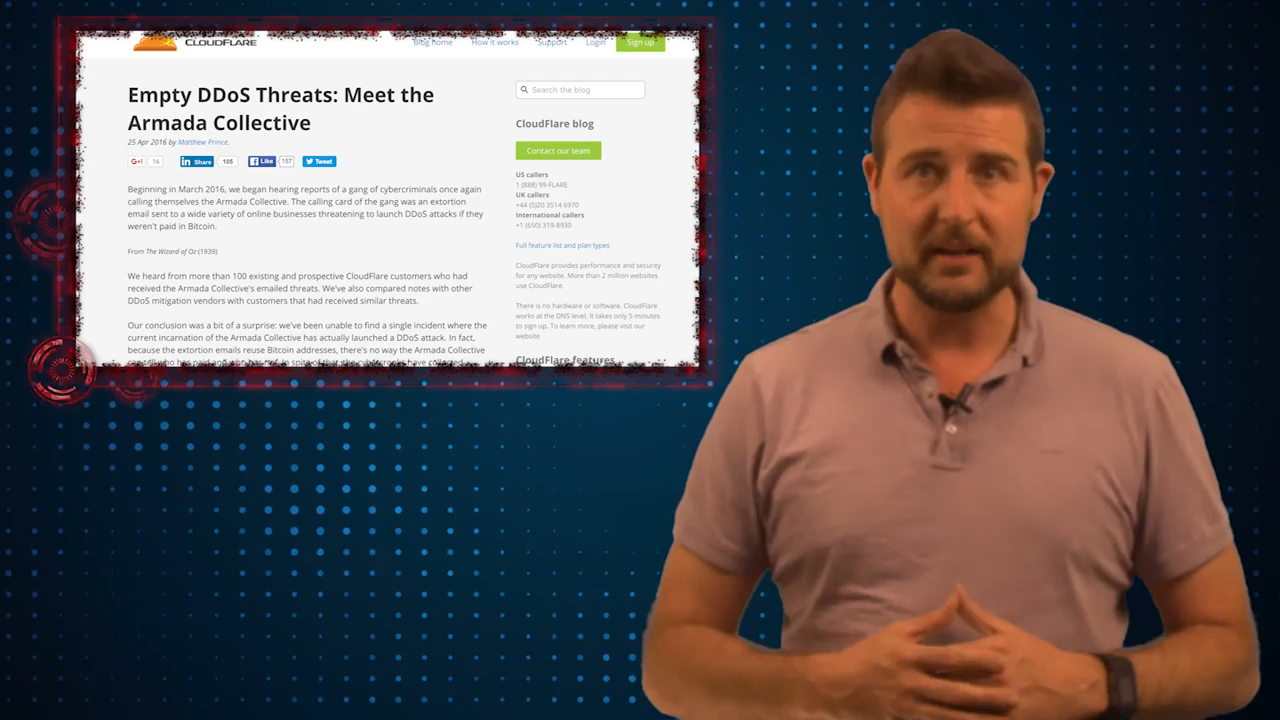 CLOUDFLARE
Blog home How it works Support Login Sign up
Empty DDoS Threats: Meet the
Armada Collective
25 Apr 2016 by Matthew Prince.
G+1 16 in Share 105 Like 157 Tweet
Beginning in March 2016, we began hearing reports of a gang of cybercriminals once again
calling themselves the Armada Collective. The calling card of the gang was an extortion
email sent to a wide variety of online businesses threatening to launch DDoS attacks if they
weren't paid in Bitcoin.
From The Wizard of Oz (1939)
We heard from more than 100 existing and prospective CloudFlare customers who had
received the Armada Collective's emailed threats. We've also compared notes with other
DDoS mitigation vendors with customers that had received similar threats.
Our conclusion was a bit of a surprise: we've been unable to find a single incident where the
current incarnation of the Armada Collective has actually launched a DDoS attack. In fact,
because the extortion emails reuse Bitcoin addresses, there's no way the Armada Collective
Search the blog
CloudFlare blog
Contact our team
US callers
1 (888) 99-FLARE
UK callers
+44 (0)20 3514 6970
International callers
+1 (650) 319-8930
Full feature list and plan types
CloudFlare provides performance and security
for any website. More than 2 million websites
use CloudFlare.
There is no hardware or software. CloudFlare
works at the DNS level. It takes only 5 minutes
to sign up. To learn more, please visit our
website
CloudFlare features